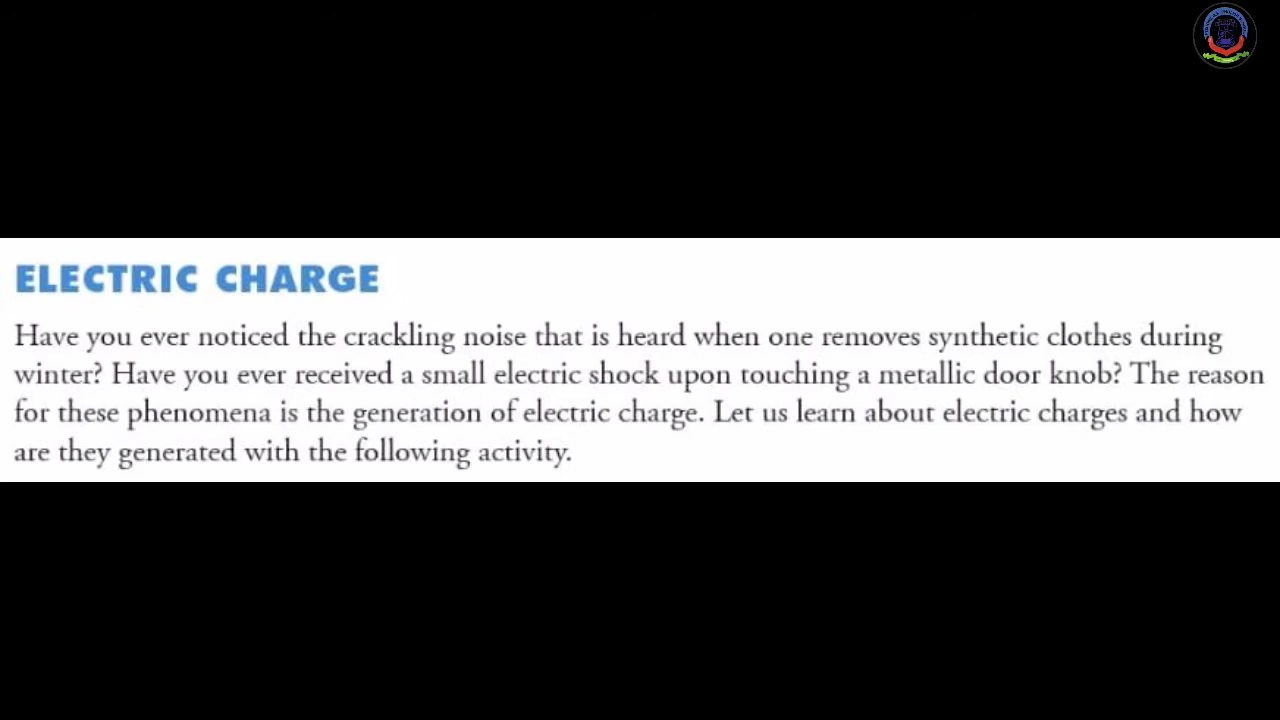 ELECTRIC CHARGE
Have you ever noticed the crackling noise that is heard when one removes synthetic clothes during
winter? Have you ever received a small electric shock upon touching a metallic door knob? The reason
for these phenomena is the generation of electric charge. Let us learn about electric charges and how
are they generated with the following activity.